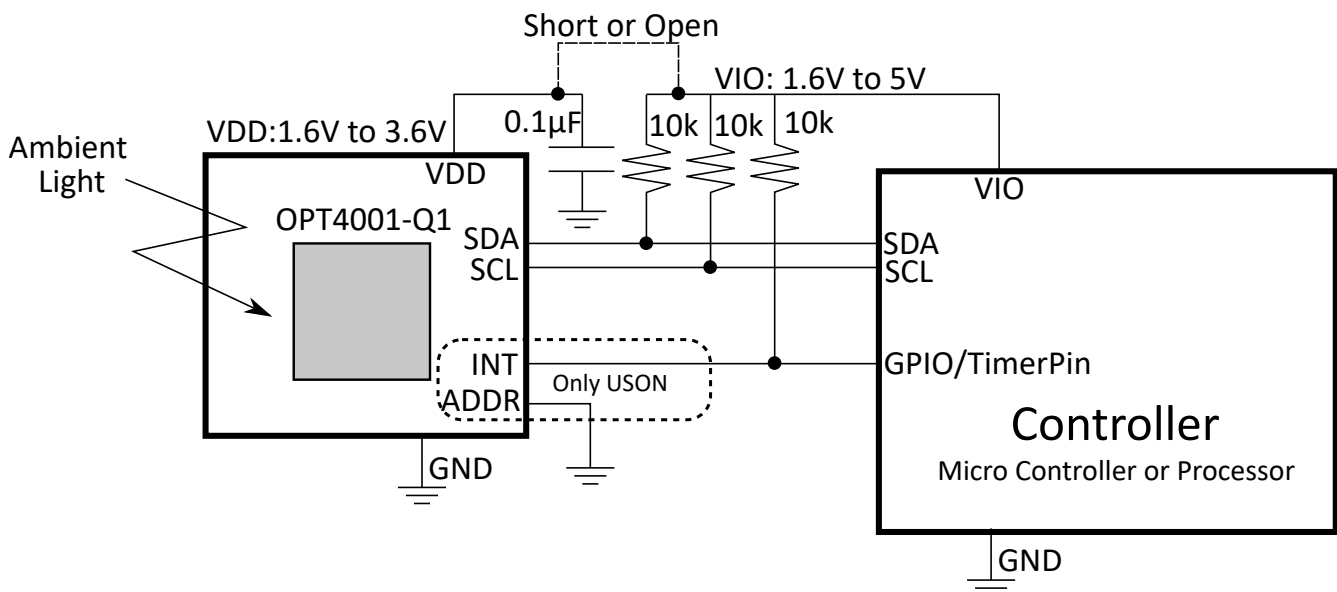 Short or Open
VIO: 1.6V to 5V
0.1µF
10k
10k
10k
VDD:1.6V to 3.6V
Ambient
Light
VDD
VIO
OPT4001-Q1
SDA
SCL
SDA
SCL
INT
Only USON
ADDR
GPIO/TimerPin
Controller
Micro Controller or Processor
GND
GND